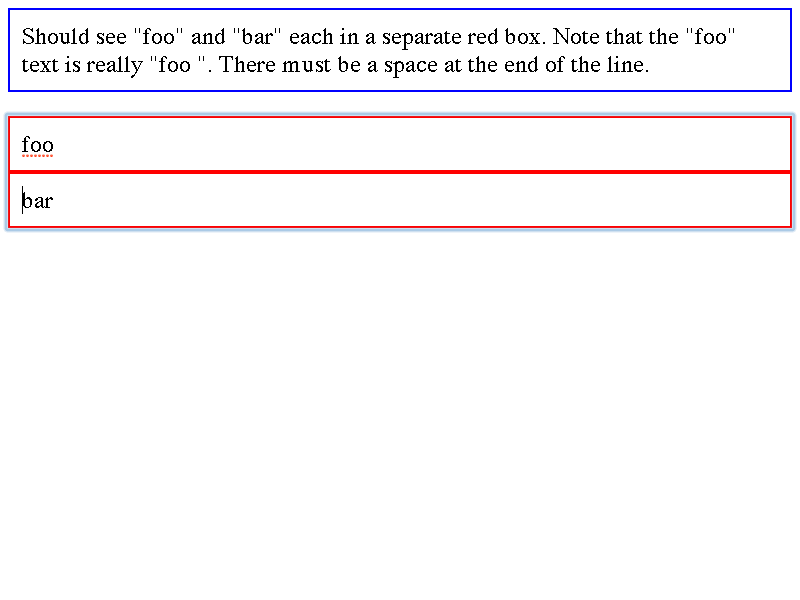 Should see "foo" and "bar" each in a separate red box. Note that the "foo"
text is really "foo ". There must be a space at the end of the line.
foo
bar